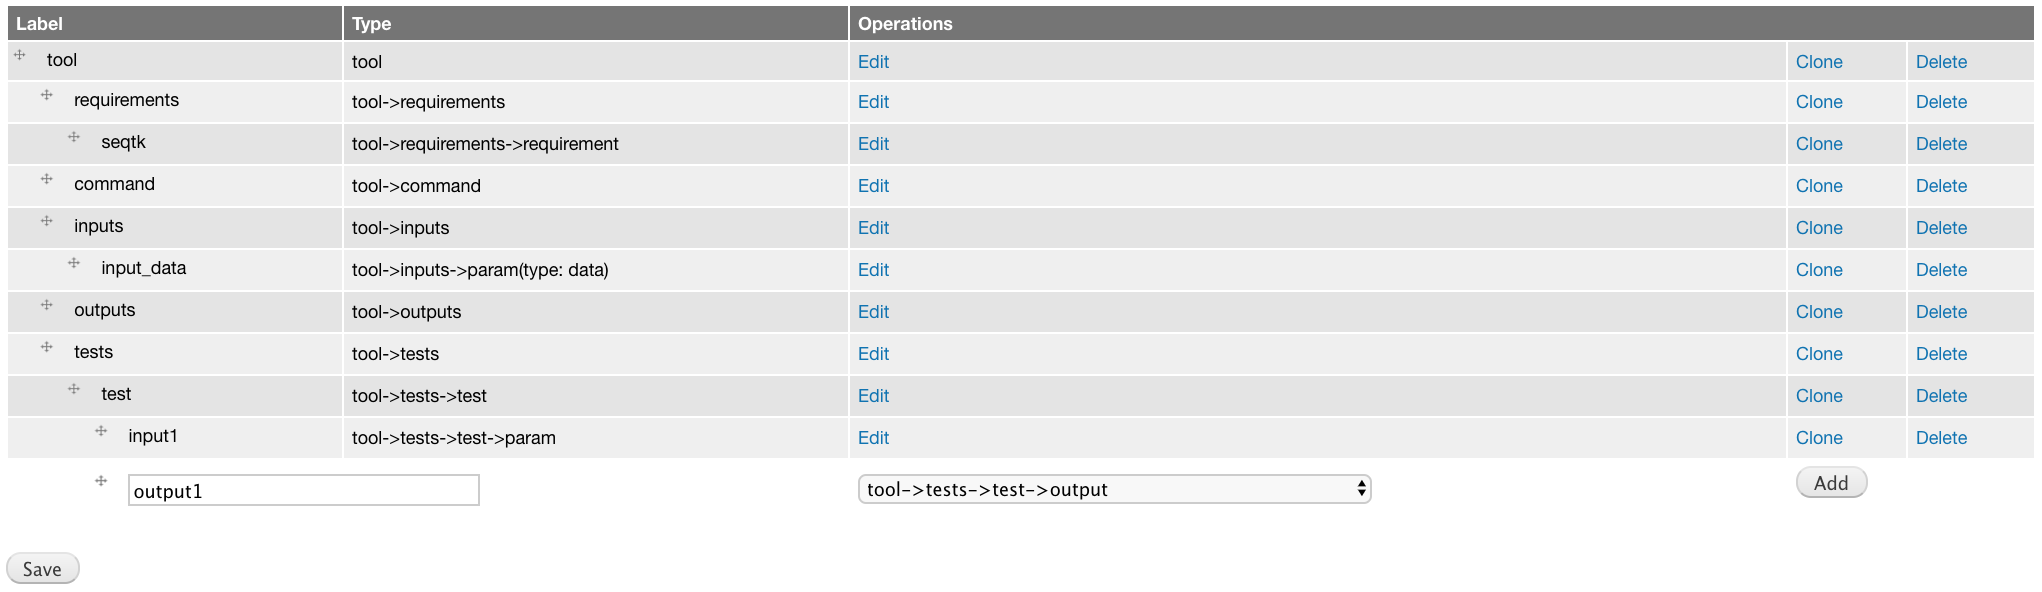 Label Type Operations
tool tool Edit Clone Delete
requirements tool->requirements Edit Clone Delete
seqtk tool->requirements->requirement Edit Clone Delete
command tool->command Edit Clone Delete
inputs tool->inputs Edit Clone Delete
input_data tool->inputs->param(type: data) Edit Clone Delete
outputs tool->outputs Edit Clone Delete
tests tool->tests Edit Clone Delete
test tool->tests->test Edit Clone Delete
input1 tool->tests->test->param Edit Clone Delete
output1 tool->tests->test->output Add
Save